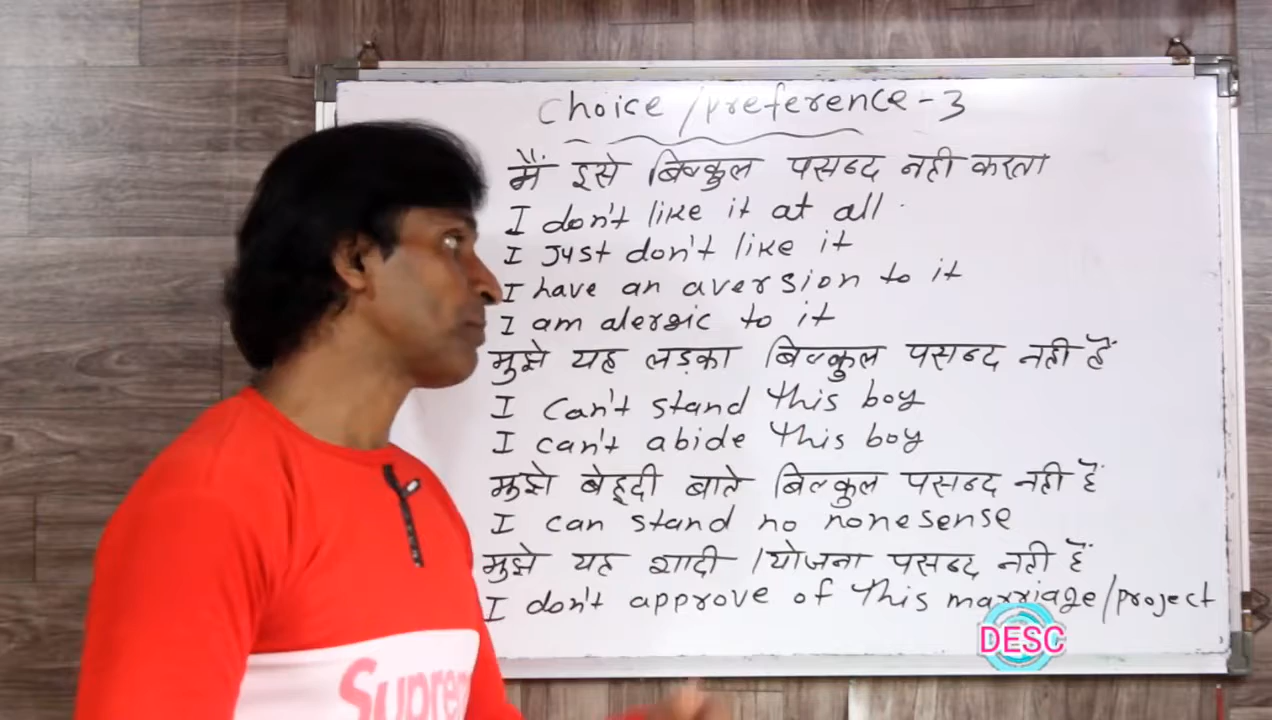 Choice/preference-3
मैं इसे बिल्कुल पसन्द नही करता
I don't like it at all.
I Just don't like it
I have an aversion to it
I am alergic to it
मुझे यह लड़का बिल्कुल पसन्द नही हैं
I can't stand this boy
I can't abide this boy
मुझे बेहूदी बाते बिल्कुल पसन्द नही हैं
I can stand no nonesense
मुझे यह शादी /योजना पसन्द नही हैं
I don't approve of this marriage/project
DESC
Suprem